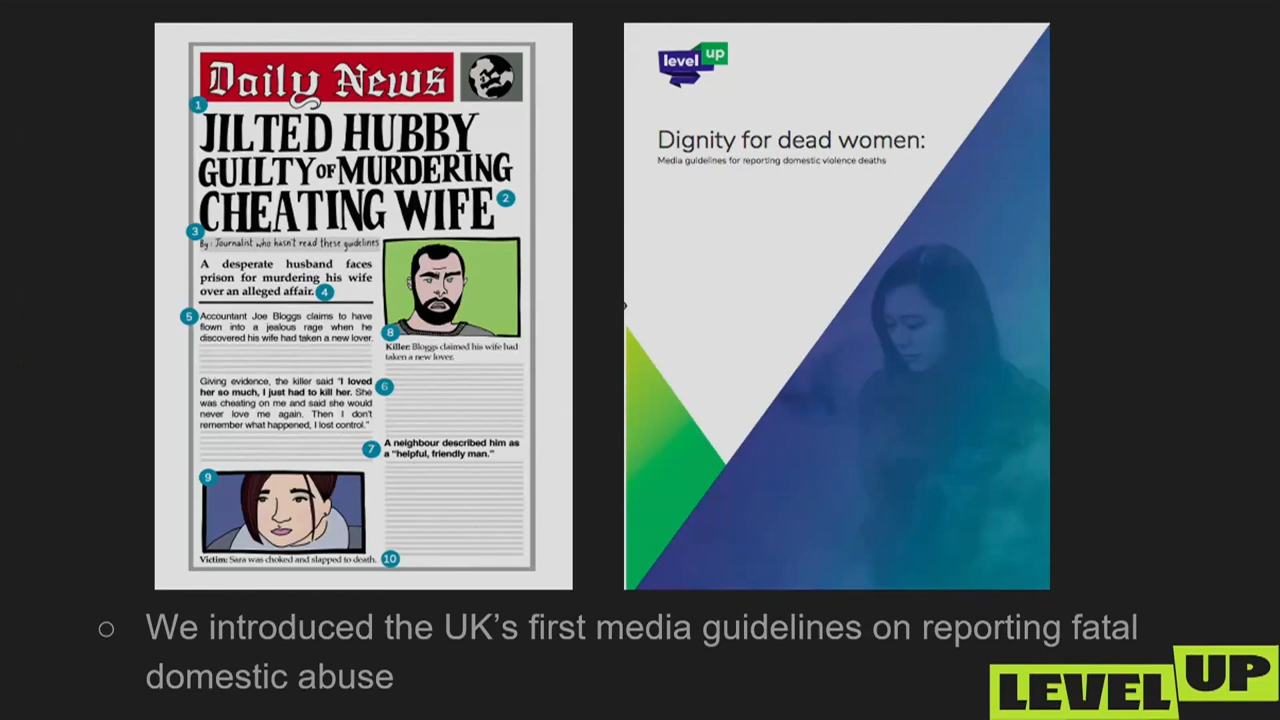 Daily News
1
JILTED HUBBY
GUILTY OF MURDERING
CHEATING WIFE
2
3
By: Journalist who hasn't read these guidelines
A desperate husband faces
prison for murdering his wife
over an alleged affair.
4
5
Accountant Joe Bloggs claims to have
flown into a jealous rage when he
discovered his wife had taken a new lover.
Giving evidence, the killer said "I loved
her so much, I just had to kill her. She
was cheating on me and said she would
never love me again. Then I don't
remember what happened, I lost control."
8
Killer: Bloggs claimed his wife had
taken a new lover.
6
7
A neighbour described him as
a "helpful, friendly man."
9
Victim: Sara was choked and slapped to death.
10
level up
Dignity for dead women:
Media guidelines for reporting domestic violence deaths
○ We introduced the UK's first media guidelines on reporting fatal
domestic abuse
LEVEL UP